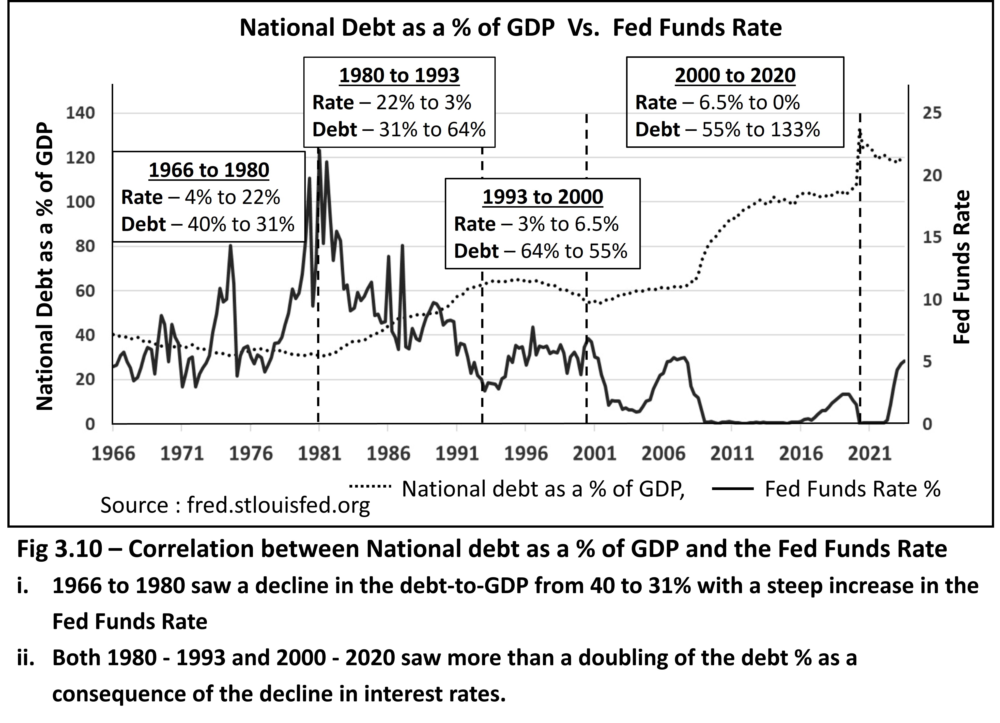 National Debt as a % of GDP Vs. Fed Funds Rate
1980 to 1993
Rate – 22% to 3%
Debt – 31% to 64%
2000 to 2020
Rate – 6.5% to 0%
Debt – 55% to 133%
1966 to 1980
Rate – 4% to 22%
Debt – 40% to 31%
1993 to 2000
Rate – 3% to 6.5%
Debt – 64% to 55%
National Debt as a % of GDP
140
120
100
80
60
40
20
0
25
20
15
10
5
0
Fed Funds Rate
1966 1971 1976 1981 1986 1991 1996 2001 2006 2011 2016 2021
National debt as a % of GDP, Fed Funds Rate %
Source : fred.stlouisfed.org
Fig 3.10 – Correlation between National debt as a % of GDP and the Fed Funds Rate
i. 1966 to 1980 saw a decline in the debt-to-GDP from 40 to 31% with a steep increase in the
Fed Funds Rate
ii. Both 1980 - 1993 and 2000 - 2020 saw more than a doubling of the debt % as a
consequence of the decline in interest rates.